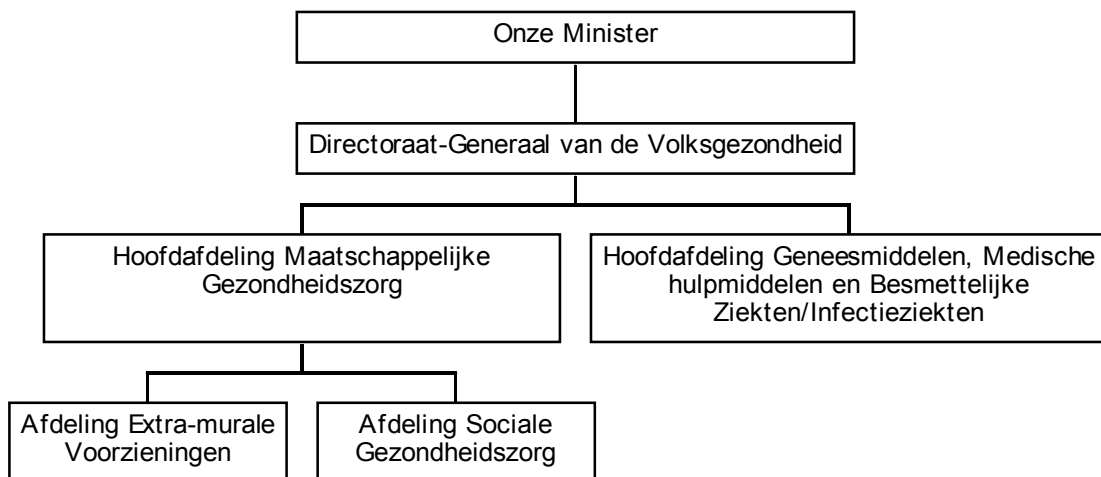 Onze Minister
Directoraat-Generaal van de Volksgezondheid
Hoofdafdeling Maatschappelijke
Gezondheidszorg
Hoofdafdeling Geneesmiddelen, Medische
hulpmiddelen en Besmettelijke
Ziekten/Infectieziekten
Afdeling Extra-murale
Voorzieningen
Afdeling Sociale
Gezondheidszorg